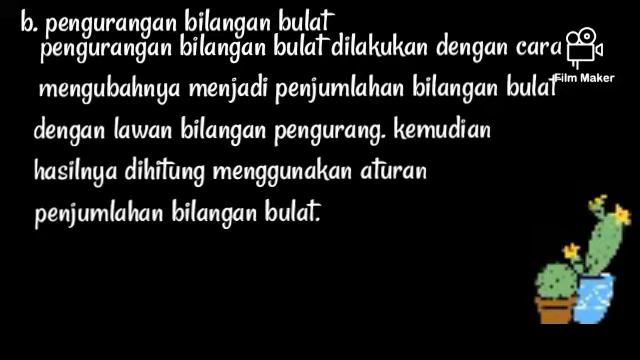 b. pengurangan bilangan bulat
pengurangan bilangan bulat dilakukan dengan cara
mengubahnya menjadi penjumlahan bilangan bulat
dengan lawan bilangan pengurang. kemudian
hasilnya dihitung menggunakan aturan
penjumlahan bilangan bulat.
Film Maker